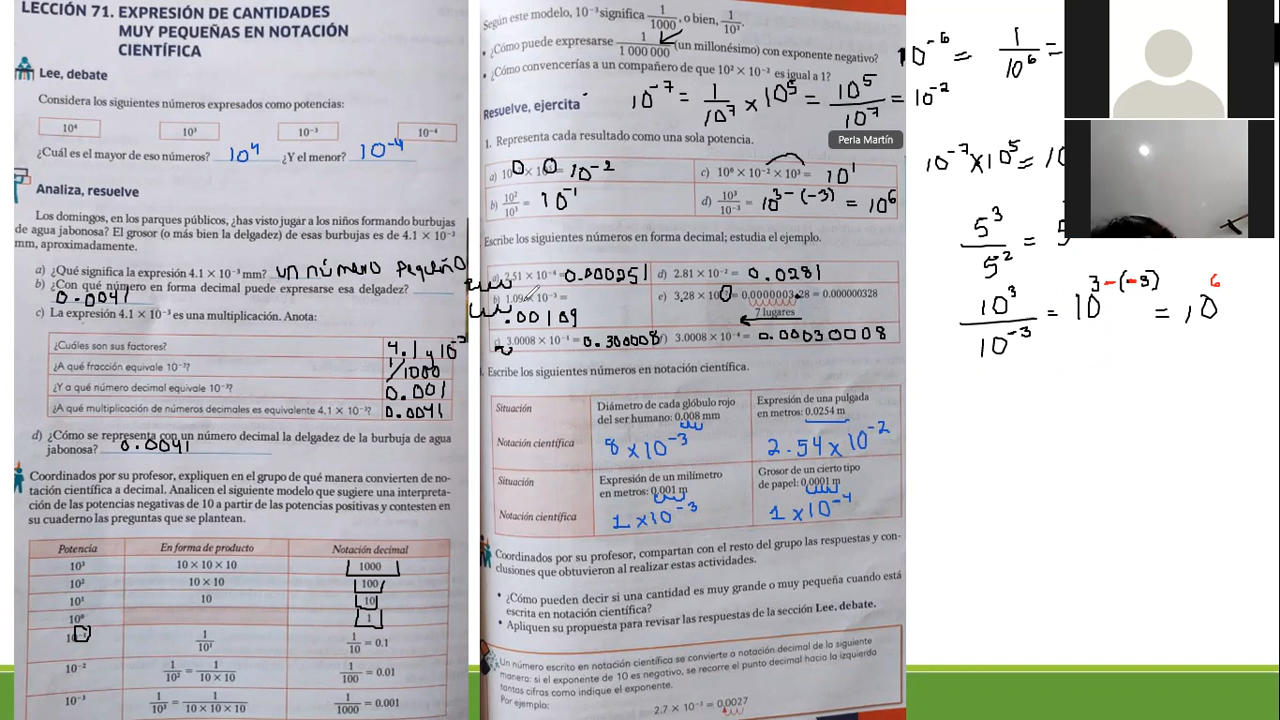 LECCIÓN 71. EXPRESIÓN DE CANTIDADES
MUY PEQUEÑAS EN NOTACIÓN
CIENTÍFICA
Lee, debate
Considera los siguientes números expresados como potencias:
10⁴ 10³ 10⁻³ 10⁻⁴
¿Cuál es el mayor de eso números? 10⁴ ¿Y el menor? 10⁻⁴
Analiza, resuelve
Los domingos, en los parques públicos, ¿has visto jugar a los niños formando burbujas
de agua jabonosa? El grosor (o más bien la delgadez) de esas burbujas es de 4.1 × 10⁻³
mm, aproximadamente.
a) ¿Qué significa la expresión 4.1 × 10⁻³ mm? un número pequeño
b) ¿Con qué número en forma decimal puede expresarse esa delgadez?
0.0041
c) La expresión 4.1 × 10⁻³ es una multiplicación. Anota:
¿Cuáles son sus factores? 4.1 y 10⁻³
¿A qué fracción equivale 10⁻³? 1/1000
¿Y a qué número decimal equivale 10⁻³? 0.001
¿A qué multiplicación de números decimales es equivalente 4.1 × 10⁻³? 0.0041
d) ¿Cómo se representa con un número decimal la delgadez de la burbuja de agua
jabonosa? 0.0041
Coordinados por su profesor, expliquen en el grupo de qué manera convierten de no-
tación científica a decimal. Analicen el siguiente modelo que sugiere una interpreta-
ción de las potencias negativas de 10 a partir de las potencias positivas y contesten en
su cuaderno las preguntas que se plantean.
Potencia En forma de producto Notación decimal
10³ 10 × 10 × 10 1000
10² 10 × 10 100
10¹ 10 10
10⁰ 1
1/10¹ 1/10 = 0.1
10⁻² 1/10² = 1/(10 × 10) 1/100 = 0.01
10⁻³ 1/10³ = 1/(10 × 10 × 10) 1/1000 = 0.001
Según este modelo, 10⁻³ significa 1/1000, o bien, 1/10³.
• ¿Cómo puede expresarse 1/1 000 000 (un millonésimo) con exponente negativo?
• ¿Cómo convencerías a un compañero de que 10² × 10⁻² es igual a 1?
Resuelve, ejercita
10⁻⁷ = 1/10⁷ × 10⁵ = 10⁵/10⁷ = 10⁻²
Perla Martín
1. Representa cada resultado como una sola potencia.
a) = 10⁻² c) 10⁶ × 10⁻² × 10³ = 10¹
b) 10²/10³ = 10⁻¹ d) 10³/10⁻³ = 10³⁻⁽⁻³⁾ = 10⁶
Escribe los siguientes números en forma decimal; estudia el ejemplo.
a) 2.51 × 10⁻⁴ = 0.000251 d) 2.81 × 10⁻² = 0.0281
b) 1.09 × 10⁻³ = e) 3.28 × 10 = 0.0000003.28 = 0.000000328
.00109 7 lugares
c) 3.0008 × 10⁻¹ = 0.300008 f) 3.0008 × 10⁻⁴ = 0.00030008
Escribe los siguientes números en notación científica.
Situación Diámetro de cada glóbulo rojo
del ser humano: 0.008 mm
Expresión de una pulgada
en metros: 0.0254 m
Notación científica 8 × 10⁻³ 2.54 × 10⁻²
Situación Expresión de un milímetro
en metros: 0.001 m
Grosor de un cierto tipo
de papel: 0.0001 m
Notación científica 1 × 10⁻³ 1 × 10⁻⁴
Coordinados por su profesor, compartan con el resto del grupo las respuestas y con-
clusiones que obtuvieron al realizar estas actividades.
• ¿Cómo pueden decir si una cantidad es muy grande o muy pequeña cuando está
escrita en notación científica?
• Apliquen su propuesta para revisar las respuestas de la sección Lee, debate.
Un número escrito en notación científica se convierte a notación decimal de la siguiente
manera: si el exponente de 10 es negativo, se recorre el punto decimal hacia la izquierda
tantas cifras como indique el exponente.
Por ejemplo:
2.7 × 10⁻³ = 0.0027
10⁻⁶ = 1/10⁶ =
10⁻⁷ × 10⁵ = 10
5³/5² = 5
10³/10⁻³ = 10³⁻⁽⁻³⁾ = 10⁶